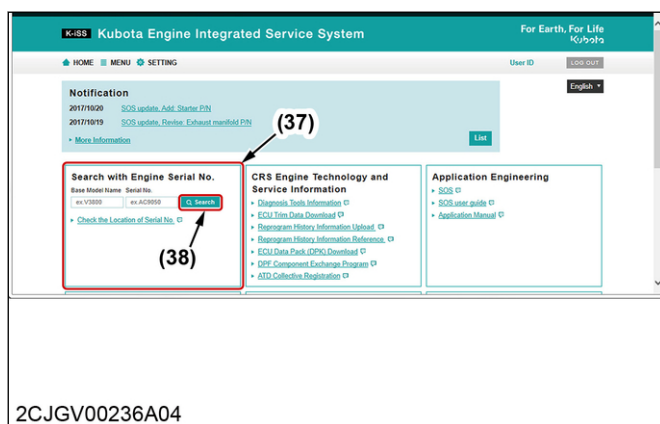 K-iSS Kubota Engine Integrated Service System
For Earth, For Life
Kubota
HOME MENU SETTING
User ID LOG OUT
English
Notification
2017/10/20 SOS update, Add: Starter P/N
2017/10/19 SOS update, Revise: Exhaust manifold P/N
More Information
List
(37)
Search with Engine Serial No.
Base Model Name Serial No.
ex.V3800 ex.AC9050 Search
Check the Location of Serial No.
(38)
CRS Engine Technology and
Service Information
Diagnosis Tools Information
ECU Trim Data Download
Reprogram History Information Upload
Reprogram History Information Reference
ECU Data Pack (DPK) Download
DPF Component Exchange Program
ATD Collective Registration
Application Engineering
SOS
SOS user guide
Application Manual
2CJGV00236A04